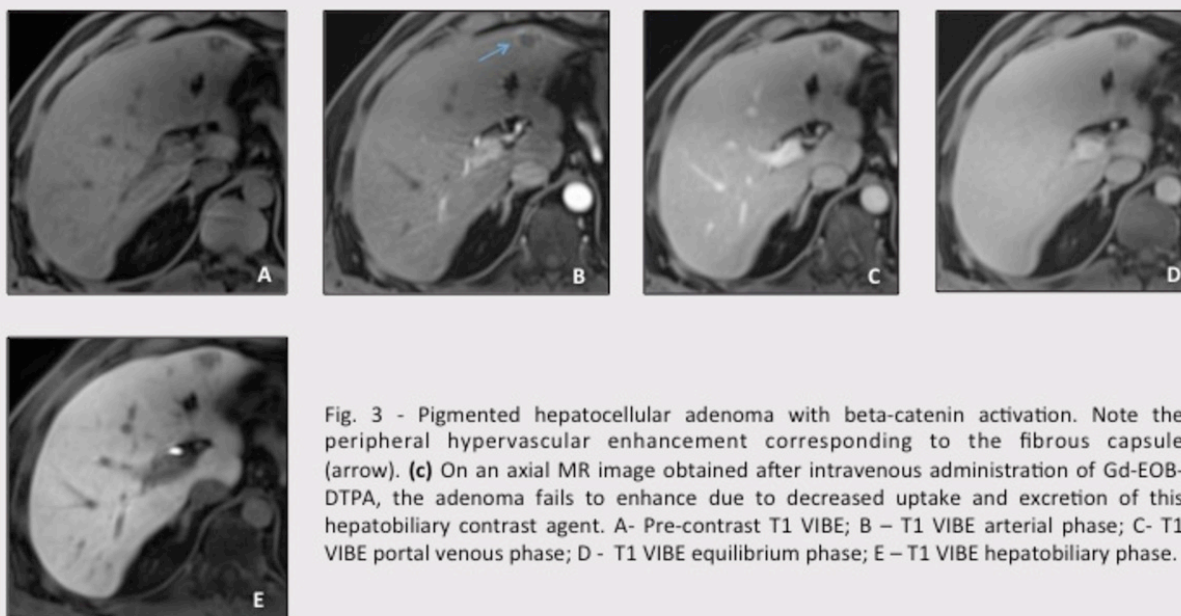 A
B
C
D
E
Fig. 3 - Pigmented hepatocellular adenoma with beta-catenin activation. Note the
peripheral hypervascular enhancement corresponding to the fibrous capsule
(arrow). (c) On an axial MR image obtained after intravenous administration of Gd-EOB-
DTPA, the adenoma fails to enhance due to decreased uptake and excretion of this
hepatobiliary contrast agent. A- Pre-contrast T1 VIBE; B – T1 VIBE arterial phase; C- T1
VIBE portal venous phase; D - T1 VIBE equilibrium phase; E – T1 VIBE hepatobiliary phase.